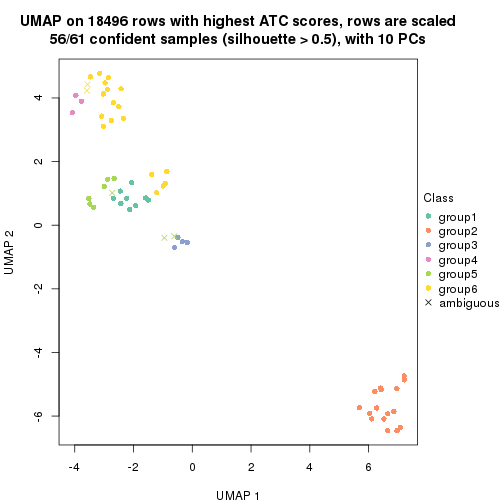 UMAP on 18496 rows with highest ATC scores, rows are scaled
56/61 confident samples (silhouette > 0.5), with 10 PCs
4
2
0
-2
-4
-6
UMAP 2
-4
-2
0
2
4
6
UMAP 1
Class
group1
group2
group3
group4
group5
group6
ambiguous